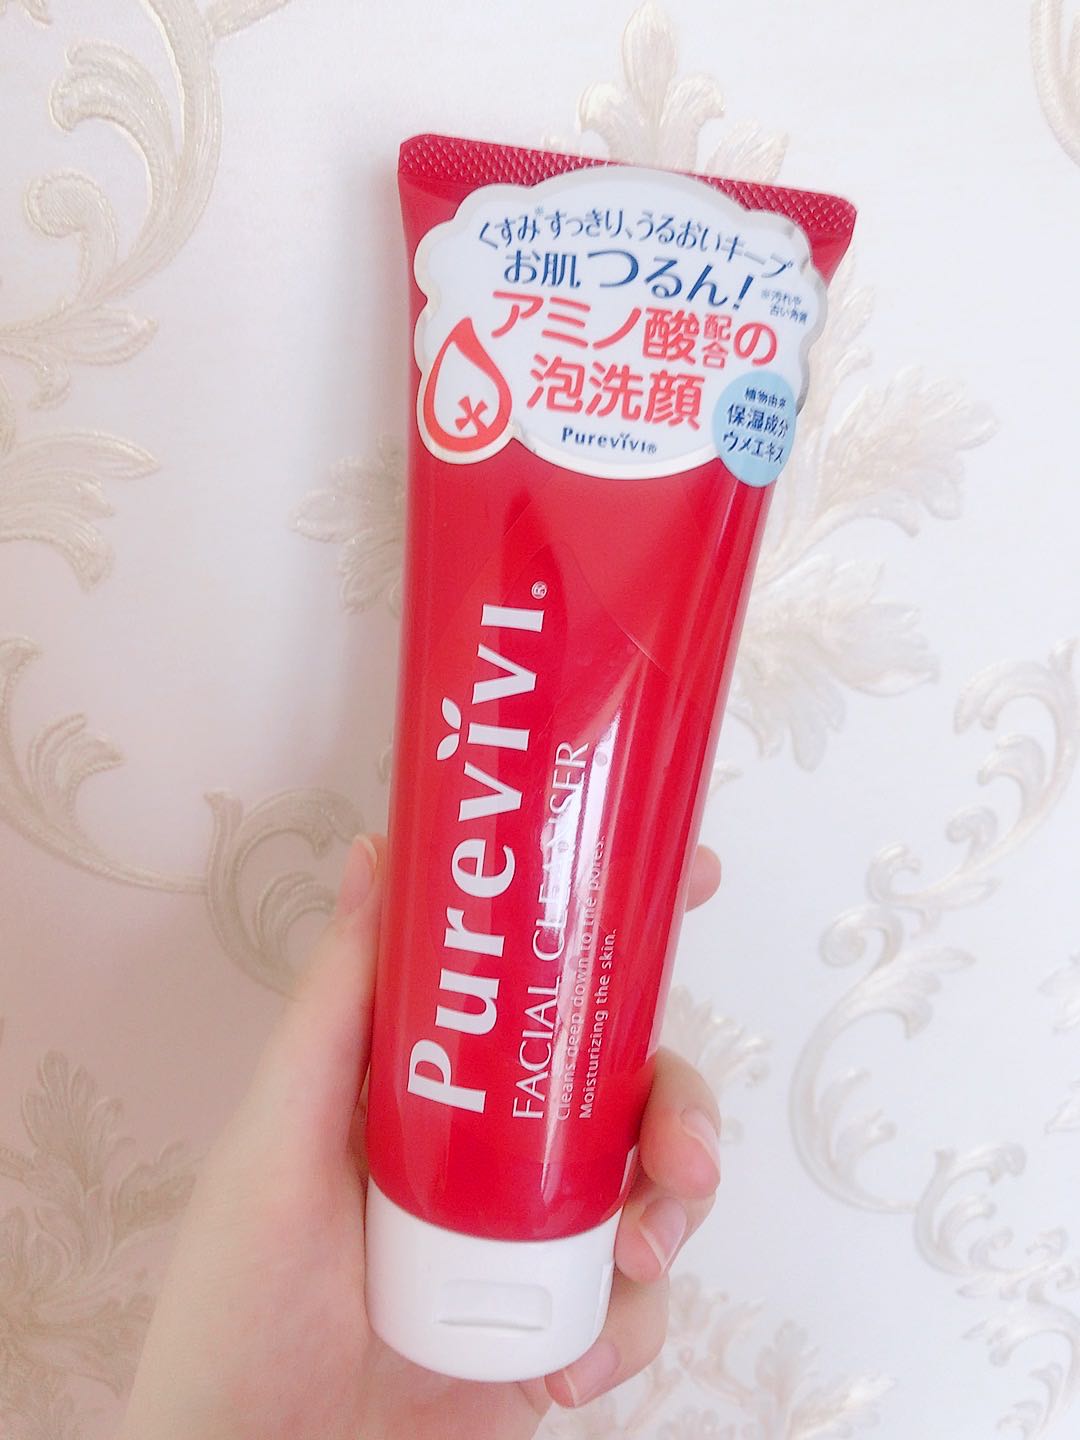 くすみ※すっきり、うるおいキープ
お肌つるん!
※汚れや
古い角質
アミノ酸配合の
泡洗顔
Purevivi®
植物由来
保湿成分
ウメエキス
Purevivi®
FACIAL CLEANSER
Cleans deep down to the pores.
Moisturizing the skin.